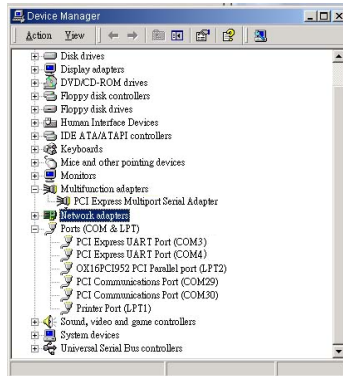 Device Manager
Action View
Disk drives
Display adapters
DVD/CD-ROM drives
Floppy disk controllers
Floppy disk drives
Human Interface Devices
IDE ATA/ATAPI controllers
Keyboards
Mice and other pointing devices
Monitors
Multifunction adapters
PCI Express Multiport Serial Adapter
Network adapters
Ports (COM & LPT)
PCI Express UART Port (COM3)
PCI Express UART Port (COM4)
OX16PCI952 PCI Parallel port (LPT2)
PCI Communications Port (COM29)
PCI Communications Port (COM30)
Printer Port (LPT1)
Sound, video and game controllers
System devices
Universal Serial Bus controllers